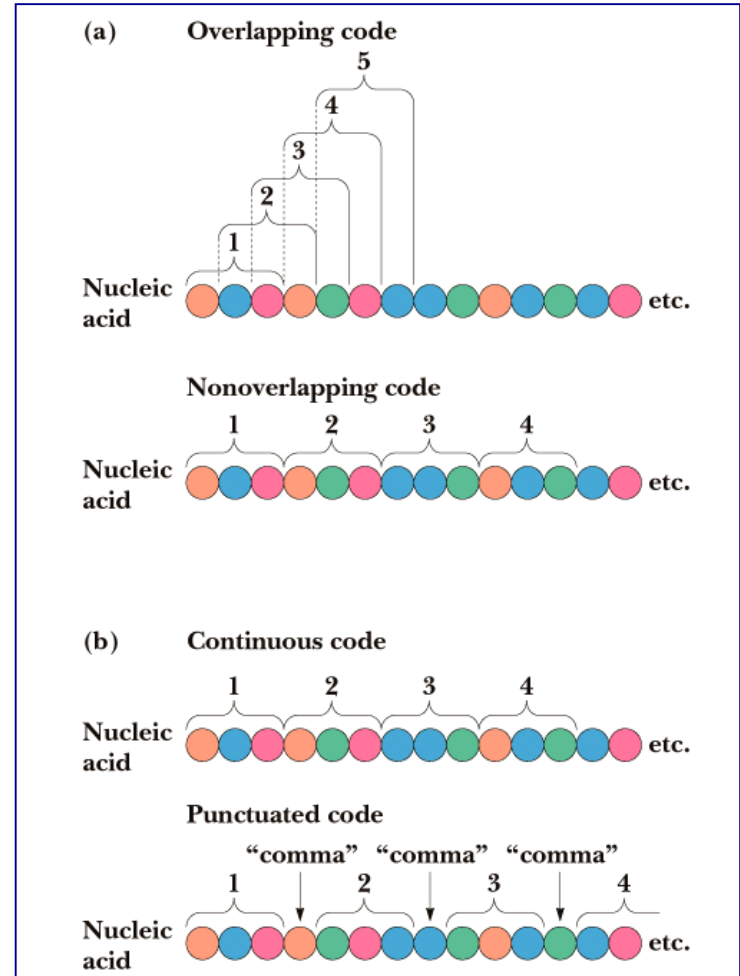 (a) Overlapping code
5
4
3
2
1
Nucleic
acid
etc.
Nonoverlapping code
1 2 3 4
Nucleic
acid
etc.
(b) Continuous code
1 2 3 4
Nucleic
acid
etc.
Punctuated code
“comma” “comma” “comma”
1 2 3 4
Nucleic
acid
etc.